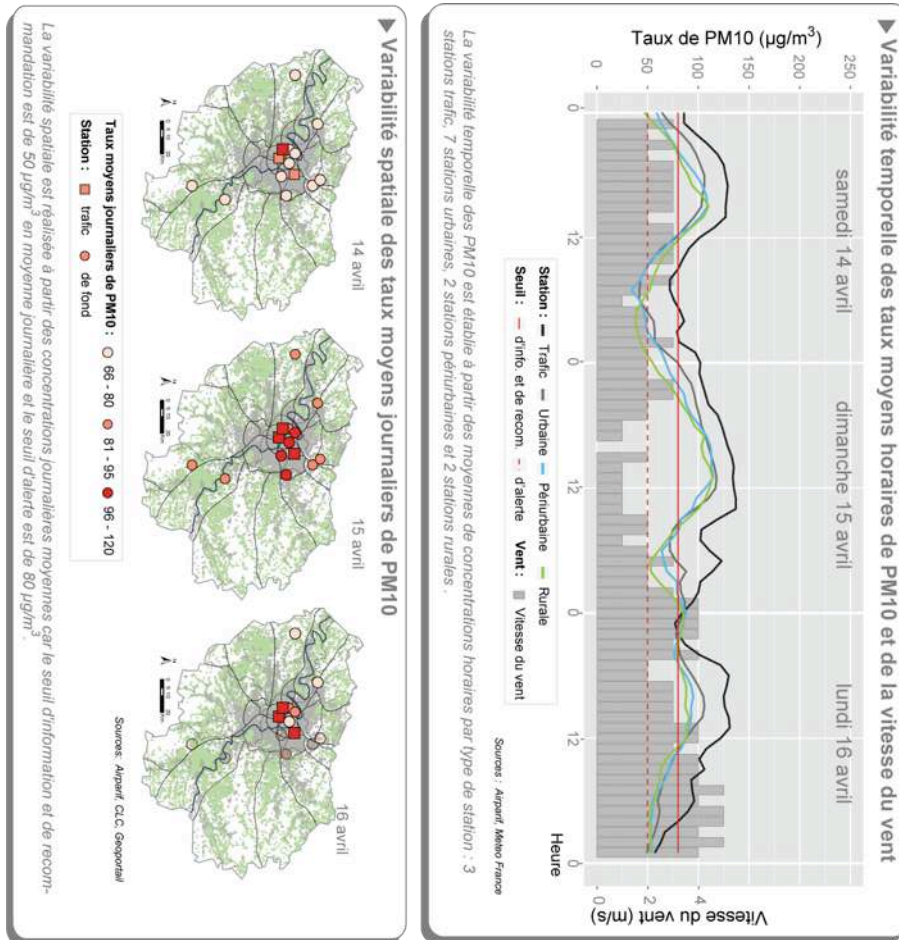 ▶ Variabilité temporelle des taux moyens horaires de PM10 et de la vitesse du vent
samedi 14 avril
dimanche 15 avril
lundi 16 avril
Taux de PM10 (µg/m³)
0 50 100 150 200 250
0 12 0 12 0 12 0
Heure
0 2 4
Vitesse du vent (m/s)
Station : Trafic Urbaine Périurbaine Rurale
Seuil : d'info. et de recom. d'alerte Vent : Vitesse du vent
Sources : Airparif, Meteo France
La variabilité temporelle des PM10 est établie à partir des moyennes de concentrations horaires par type de station : 3
stations trafic, 7 stations urbaines, 2 stations périurbaines et 2 stations rurales .
▶ Variabilité spatiale des taux moyens journaliers de PM10
14 avril
15 avril
16 avril
Taux moyens journaliers de PM10 : 66 - 80 81 - 95 96 - 120
Station : trafic de fond
Sources: Airparif, CLC, Geoportail
La variabilité spatiale est réalisée à partir des concentrations journalières moyennes car le seuil d'information et de recom-
mandation est de 50 µg/m³ en moyenne journalière et le seuil d'alerte est de 80 µg/m³ .